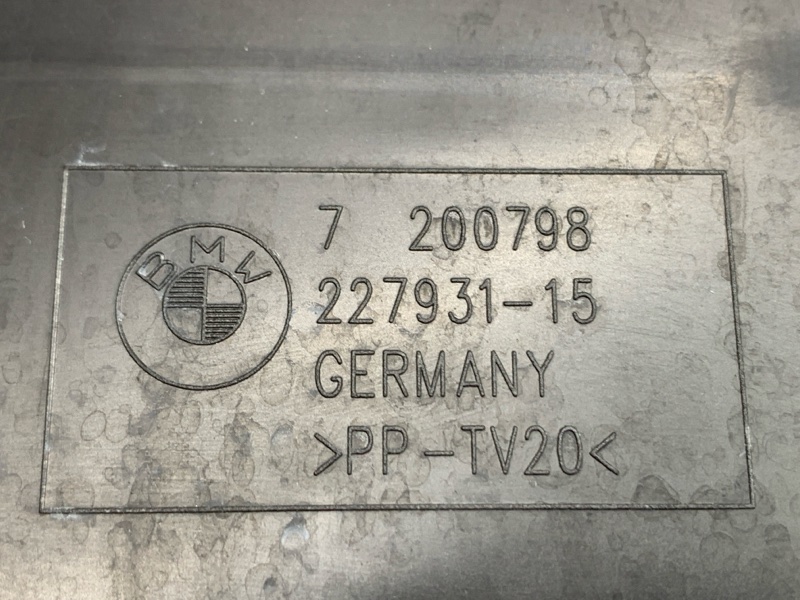 BMW
7 200798
227931-15
GERMANY
>PP-TV20<